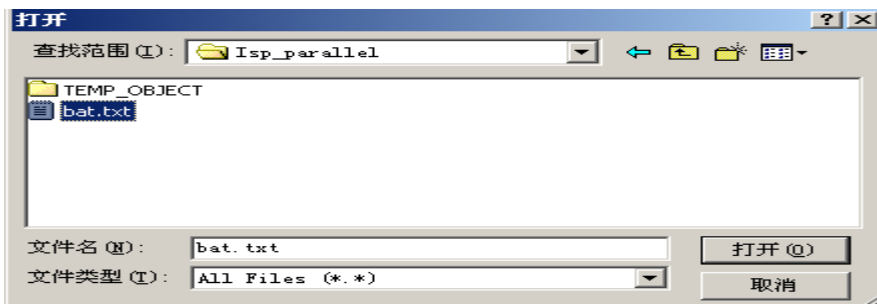 打开
查找范围(I): Isp_parallel
TEMP_OBJECT
bat.txt
文件名(N): bat.txt 打开(O)
文件类型(T): All Files (*.*) 取消